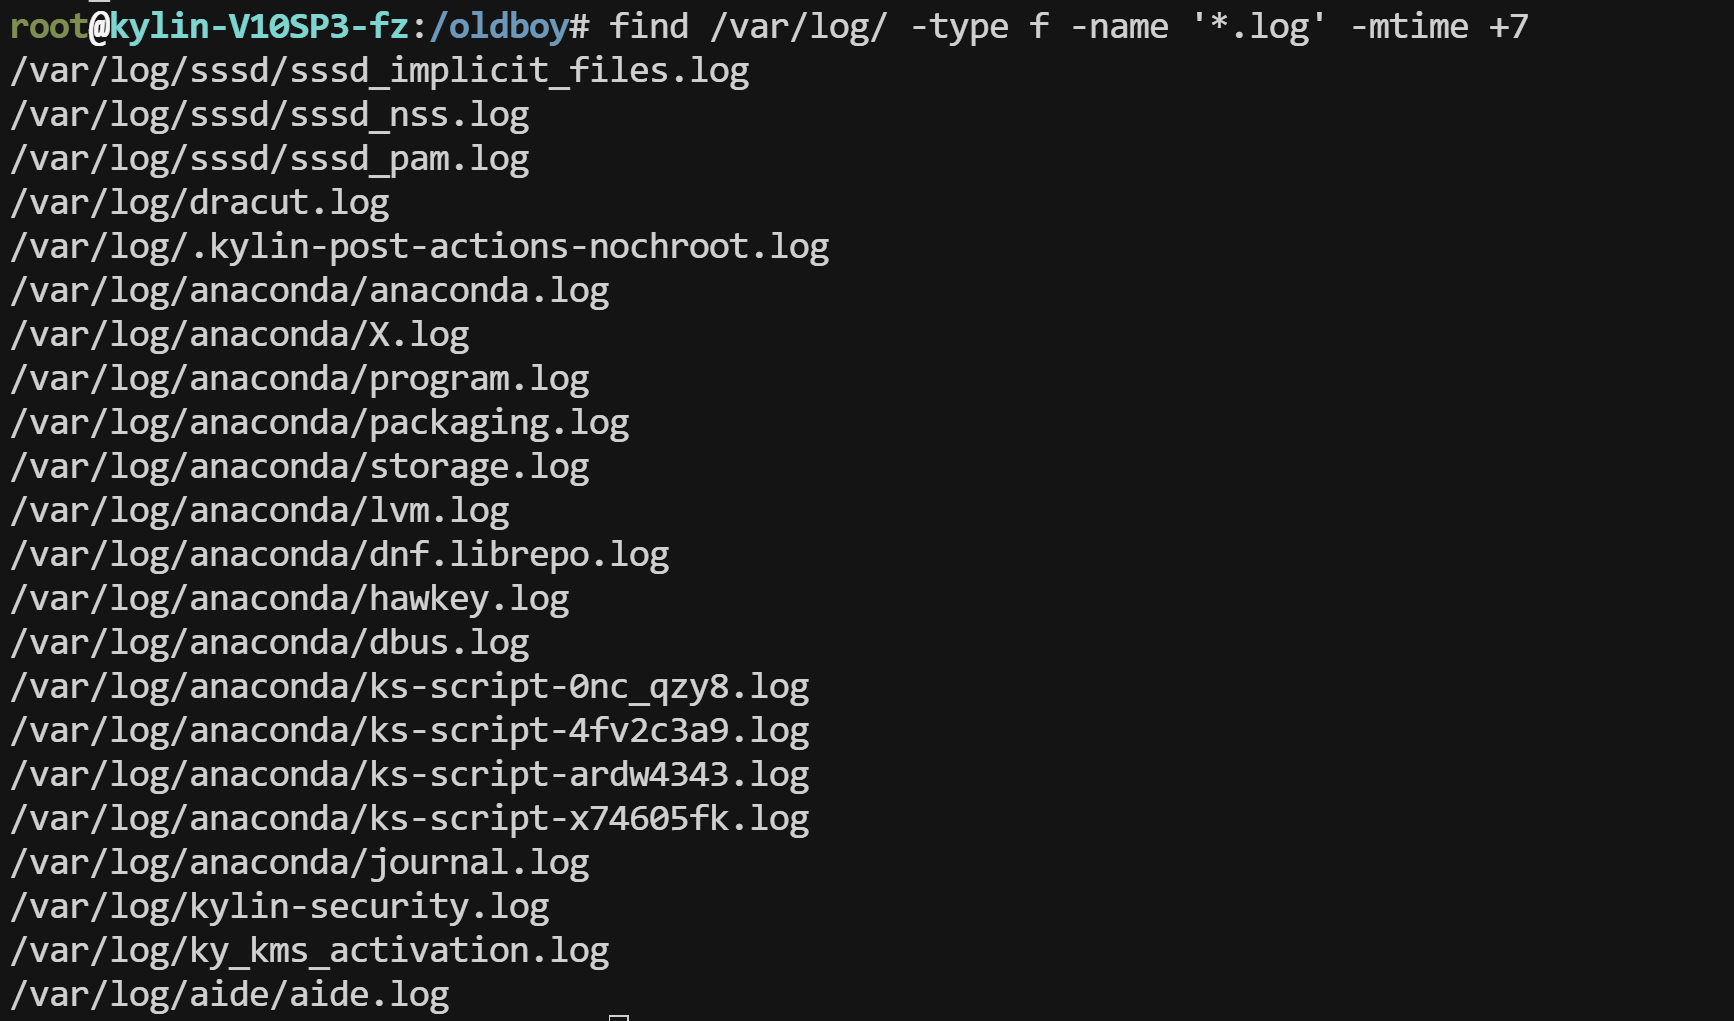 root@kylin-V10SP3-fz:/oldboy# find /var/log/ -type f -name '*.log' -mtime +7
/var/log/sssd/sssd_implicit_files.log
/var/log/sssd/sssd_nss.log
/var/log/sssd/sssd_pam.log
/var/log/dracut.log
/var/log/.kylin-post-actions-nochroot.log
/var/log/anaconda/anaconda.log
/var/log/anaconda/X.log
/var/log/anaconda/program.log
/var/log/anaconda/packaging.log
/var/log/anaconda/storage.log
/var/log/anaconda/lvm.log
/var/log/anaconda/dnf.librepo.log
/var/log/anaconda/hawkey.log
/var/log/anaconda/dbus.log
/var/log/anaconda/ks-script-0nc_qzy8.log
/var/log/anaconda/ks-script-4fv2c3a9.log
/var/log/anaconda/ks-script-ardw4343.log
/var/log/anaconda/ks-script-x74605fk.log
/var/log/anaconda/journal.log
/var/log/kylin-security.log
/var/log/ky_kms_activation.log
/var/log/aide/aide.log